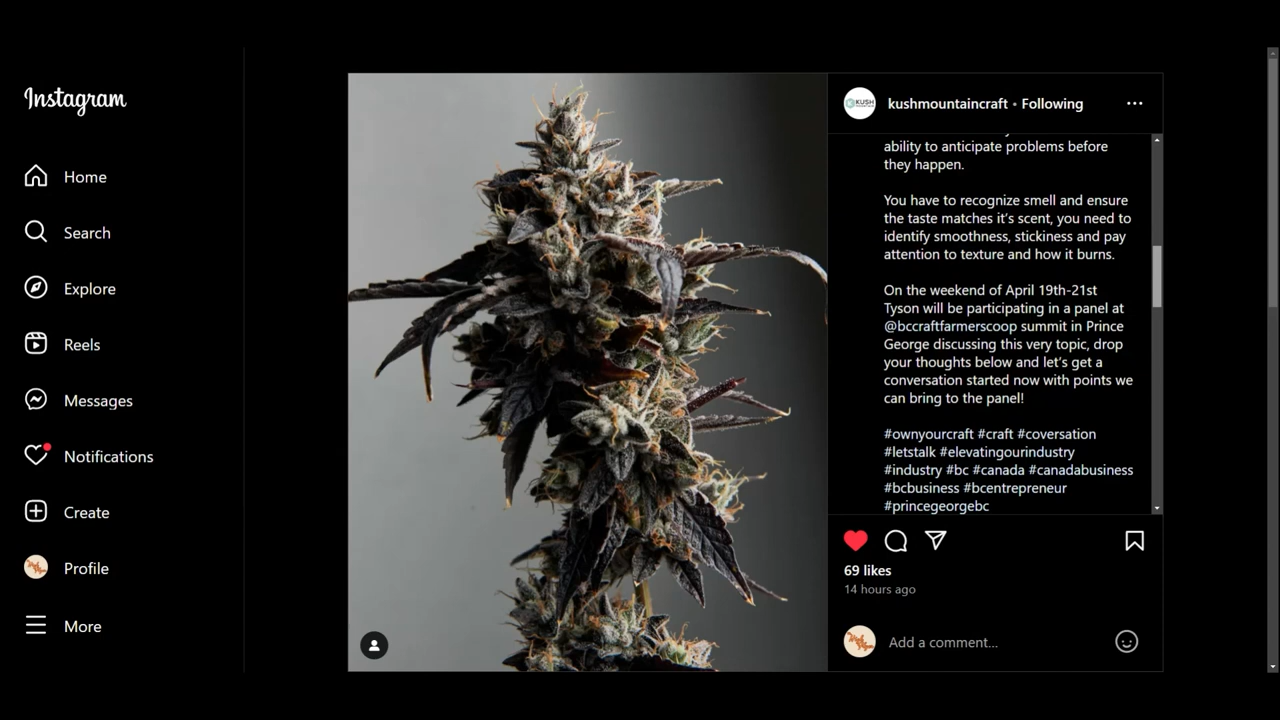 Instagram
Home
Search
Explore
Reels
Messages
Notifications
Create
Profile
More
KUSH
kushmountaincraft • Following
ability to anticipate problems before
they happen.
You have to recognize smell and ensure
the taste matches it's scent, you need to
identify smoothness, stickiness and pay
attention to texture and how it burns.
On the weekend of April 19th-21st
Tyson will be participating in a panel at
@bccraftfarmerscoop summit in Prince
George discussing this very topic, drop
your thoughts below and let's get a
conversation started now with points we
can bring to the panel!
#ownyourcraft #craft #coversation
#letstalk #elevatingourindustry
#industry #bc #canada #canadabusiness
#bcbusiness #bcentrepreneur
#princegeorgebc
69 likes
14 hours ago
Add a comment...